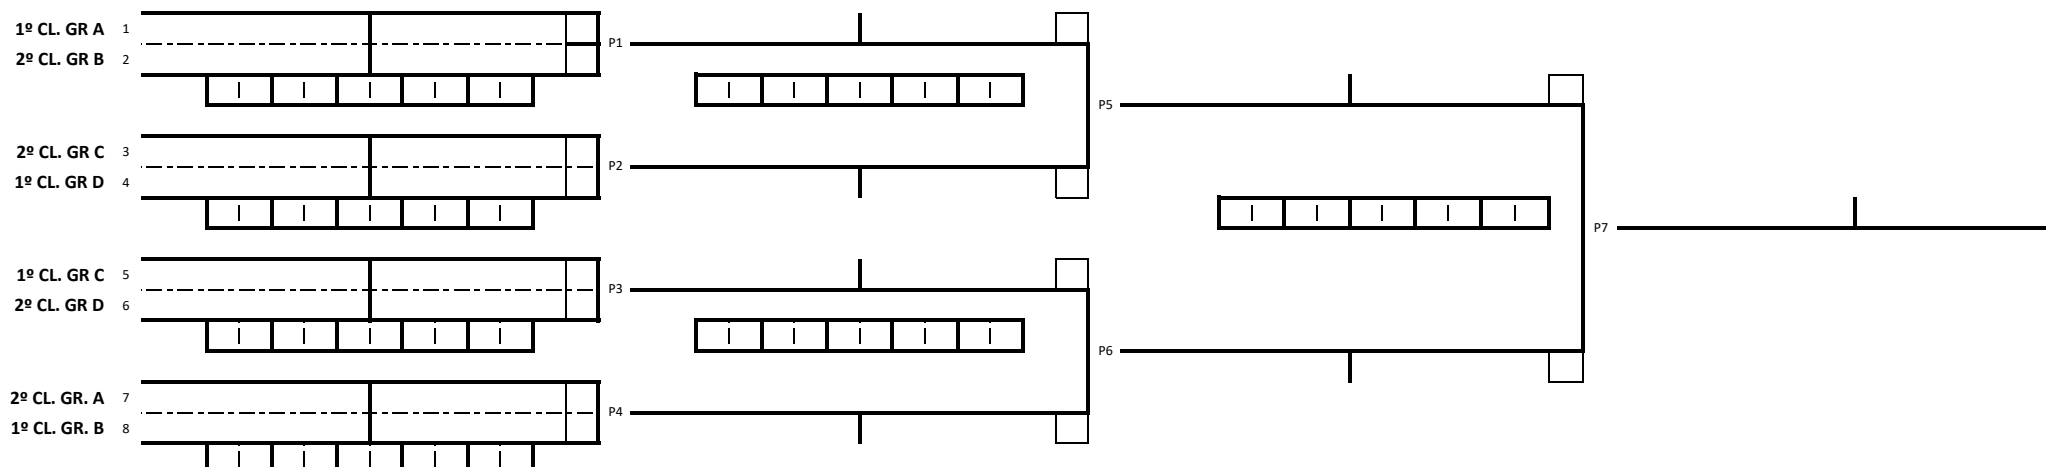 1º CL. GR A 1
2º CL. GR B 2
P1
2º CL. GR C 3
1º CL. GR D 4
P2
P5
1º CL. GR C 5
2º CL. GR D 6
P3
P7
2º CL. GR. A 7
1º CL. GR. B 8
P4
P6